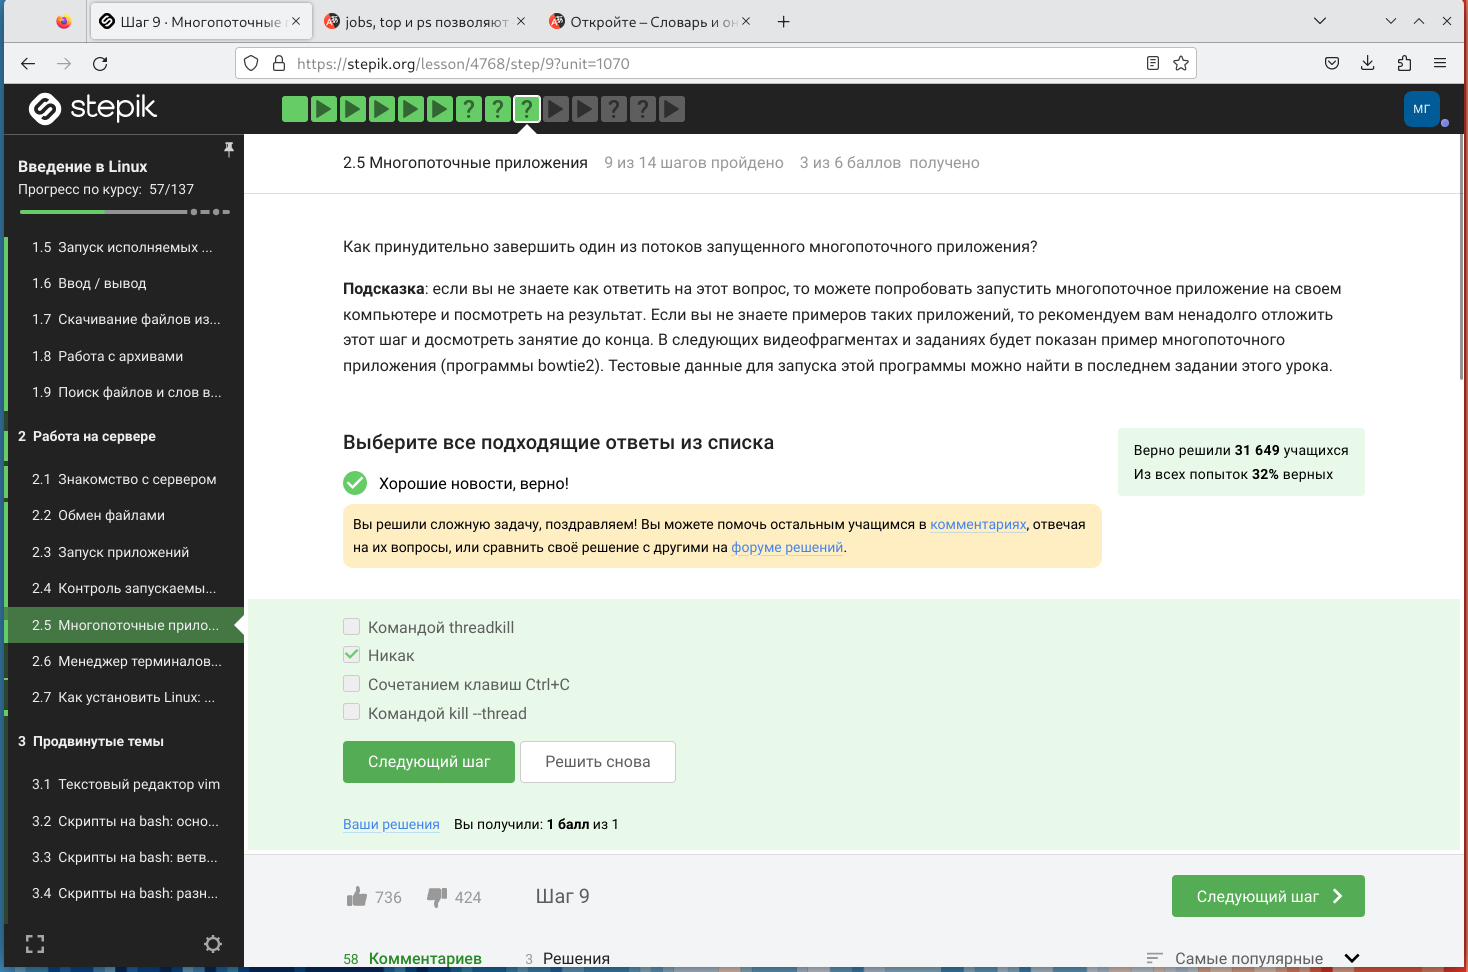 Шаг 9 · Многопоточные
jobs, top и ps позволяют
Откройте – Словарь и он
https://stepik.org/lesson/4768/step/9?unit=1070
stepik
МГ
Введение в Linux
Прогресс по курсу: 57/137
1.5 Запуск исполняемых ...
1.6 Ввод / вывод
1.7 Скачивание файлов из...
1.8 Работа с архивами
1.9 Поиск файлов и слов в...
2 Работа на сервере
2.1 Знакомство с сервером
2.2 Обмен файлами
2.3 Запуск приложений
2.4 Контроль запускаемы...
2.5 Многопоточные прило...
2.6 Менеджер терминалов...
2.7 Как установить Linux: ...
3 Продвинутые темы
3.1 Текстовый редактор vim
3.2 Скрипты на bash: осно...
3.3 Скрипты на bash: ветв...
3.4 Скрипты на bash: разн...
2.5 Многопоточные приложения 9 из 14 шагов пройдено 3 из 6 баллов получено
Как принудительно завершить один из потоков запущенного многопоточного приложения?
Подсказка: если вы не знаете как ответить на этот вопрос, то можете попробовать запустить многопоточное приложение на своем
компьютере и посмотреть на результат. Если вы не знаете примеров таких приложений, то рекомендуем вам ненадолго отложить
этот шаг и досмотреть занятие до конца. В следующих видеофрагментах и заданиях будет показан пример многопоточного
приложения (программы bowtie2). Тестовые данные для запуска этой программы можно найти в последнем задании этого урока.
Выберите все подходящие ответы из списка
Верно решили 31 649 учащихся
Из всех попыток 32% верных
Хорошие новости, верно!
Вы решили сложную задачу, поздравляем! Вы можете помочь остальным учащимся в комментариях, отвечая
на их вопросы, или сравнить своё решение с другими на форуме решений.
Командой threadkill
Никак
Сочетанием клавиш Ctrl+C
Командой kill --thread
Следующий шаг
Решить снова
Ваши решения Вы получили: 1 балл из 1
736 424 Шаг 9
Следующий шаг
58 Комментариев 3 Решения
Самые популярные